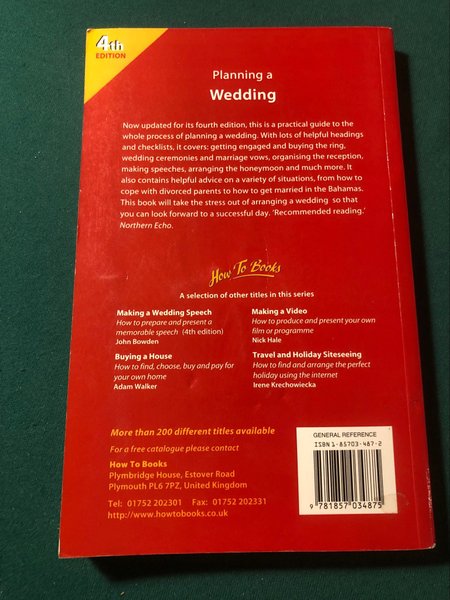 4th
EDITION
Planning a
Wedding
Now updated for its fourth edition, this is a practical guide to the
whole process of planning a wedding. With lots of helpful headings
and checklists, it covers: getting engaged and buying the ring,
wedding ceremonies and marriage vows, organising the reception,
making speeches, arranging the honeymoon and much more. It
also contains helpful advice on a variety of situations, from how to
cope with divorced parents to how to get married in the Bahamas.
This book will take the stress out of arranging a wedding so that
you can look forward to a successful day. ‘Recommended reading.’
Northern Echo.
How To Books
A selection of other titles in this series
Making a Wedding Speech
How to prepare and present a
memorable speech (4th edition)
John Bowden
Making a Video
How to produce and present your own
film or programme
Nick Hale
Buying a House
How to find, choose, buy and pay for
your own home
Adam Walker
Travel and Holiday Siteseeing
How to find and arrange the perfect
holiday using the internet
Irene Krechowiecka
More than 200 different titles available
For a free catalogue please contact
How To Books
Plymbridge House, Estover Road
Plymouth PL6 7PZ, United Kingdom
Tel: 01752 202301 Fax: 01752 202331
http://www.howtobooks.co.uk
GENERAL REFERENCE
ISBN 1-85703-487-2
9 781857 034875